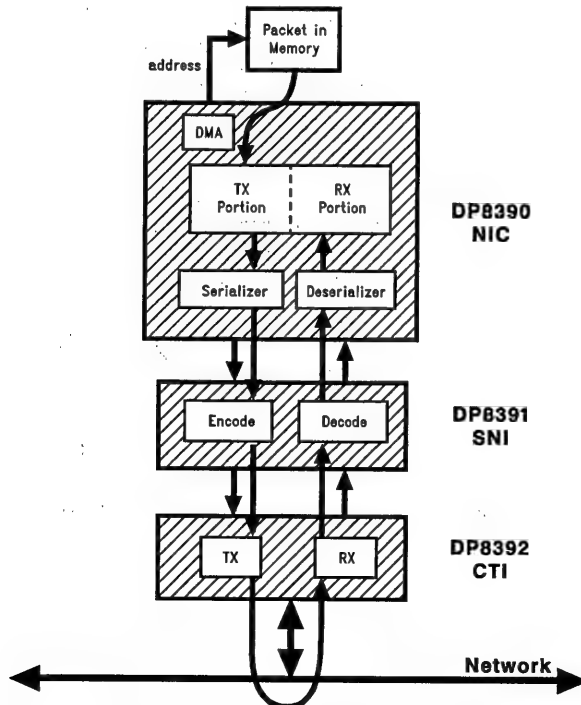 Packet in
Memory
address
DMA
TX
Portion
RX
Portion
DP8390
NIC
Serializer
Deserializer
Encode
Decode
DP8391
SNI
TX
RX
DP8392
CTI
Network